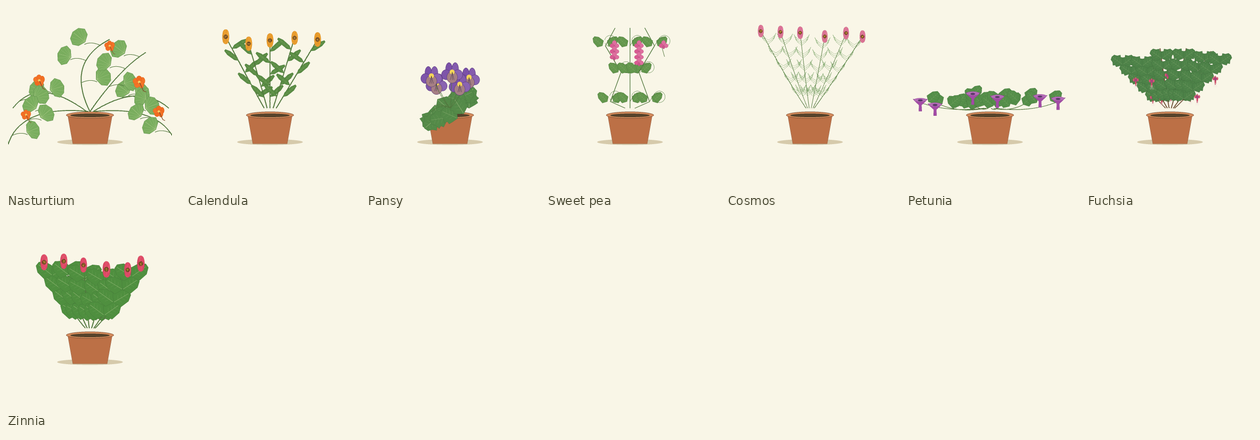 Nasturtium
Calendula
Pansy
Sweet pea
Cosmos
Petunia
Fuchsia
Zinnia